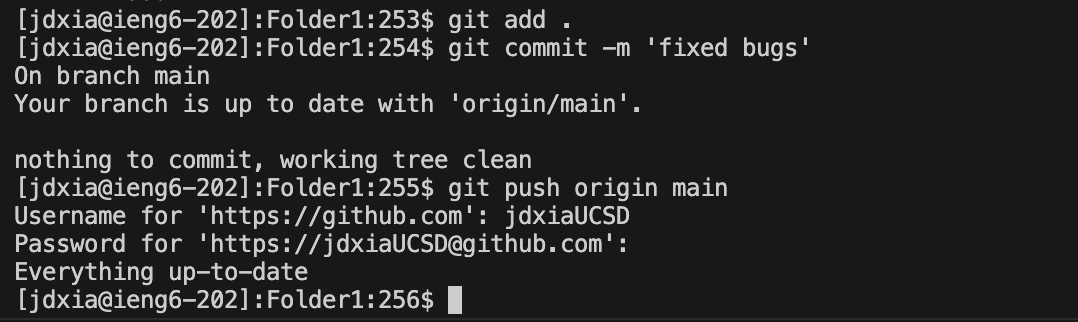 [jdxia@ieng6-202]:Folder1:253$ git add .
[jdxia@ieng6-202]:Folder1:254$ git commit -m 'fixed bugs'
On branch main
Your branch is up to date with 'origin/main'.
nothing to commit, working tree clean
[jdxia@ieng6-202]:Folder1:255$ git push origin main
Username for 'https://github.com': jdxiaUCSD
Password for 'https://jdxiaUCSD@github.com':
Everything up-to-date
[jdxia@ieng6-202]:Folder1:256$